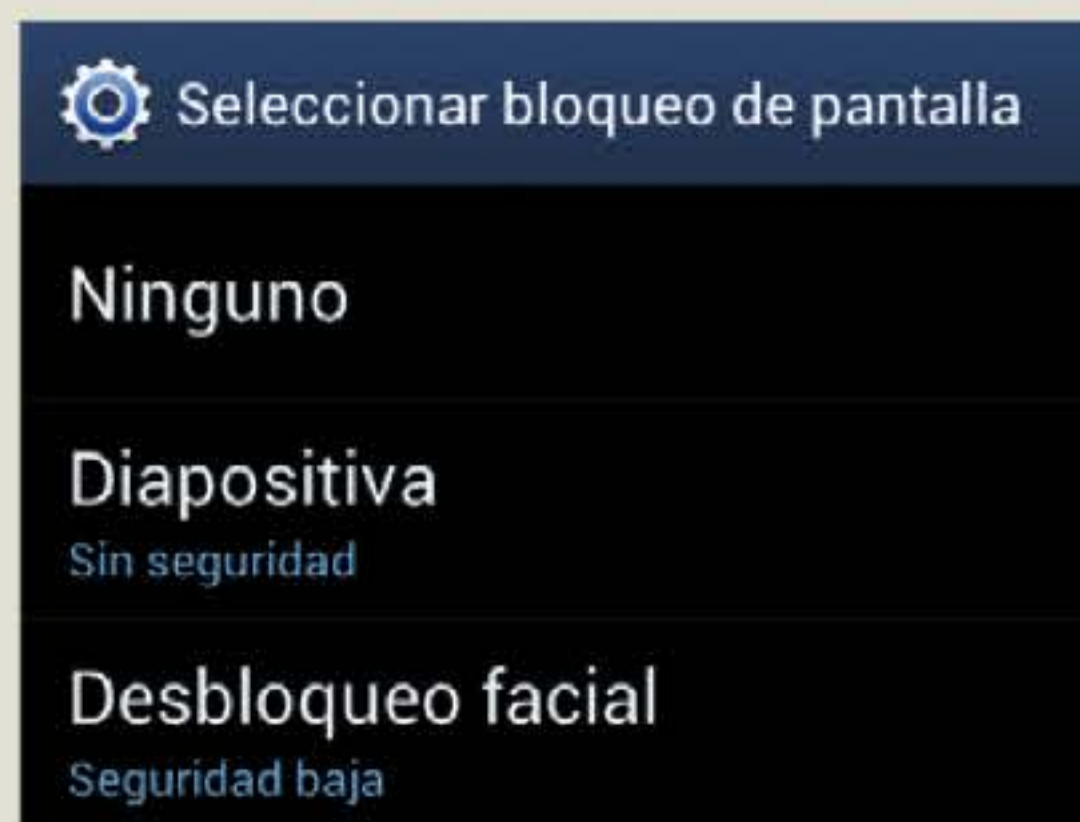 Seleccionar bloqueo de pantalla
Ninguno
Diapositiva
Sin seguridad
Desbloqueo facial
Seguridad baja